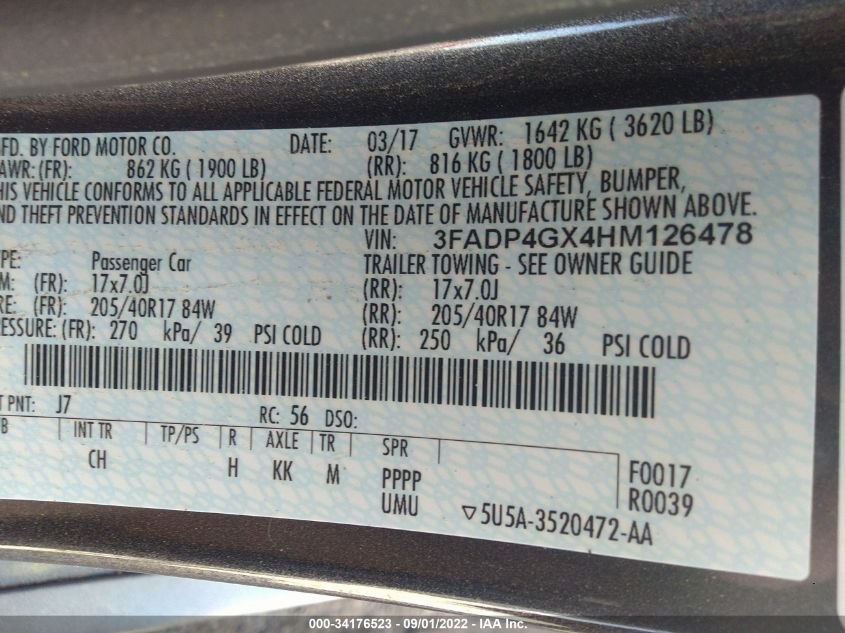 FD. BY FORD MOTOR CO. DATE: 03/17 GVWR: 1642 KG ( 3620 LB)
AWR: (FR): 862 KG ( 1900 LB) (RR): 816 KG ( 1800 LB)
HIS VEHICLE CONFORMS TO ALL APPLICABLE FEDERAL MOTOR VEHICLE SAFETY, BUMPER,
ND THEFT PREVENTION STANDARDS IN EFFECT ON THE DATE OF MANUFACTURE SHOWN ABOVE.
VIN: 3FADP4GX4HM126478
PE: Passenger Car TRAILER TOWING - SEE OWNER GUIDE
M: (FR): 17x7.0J (RR): 17x7.0J
RE: (FR): 205/40R17 84W (RR): 205/40R17 84W
ESSURE: (FR): 270 kPa/ 39 PSI COLD (RR): 250 kPa/ 36 PSI COLD
T PNT: J7 RC: 56 DSO:
B INT TR TP/PS R AXLE TR SPR
CH H KK M PPPP F0017
UMU R0039
▽5U5A-3520472-AA
000-34176523 - 09/01/2022 - IAA Inc.